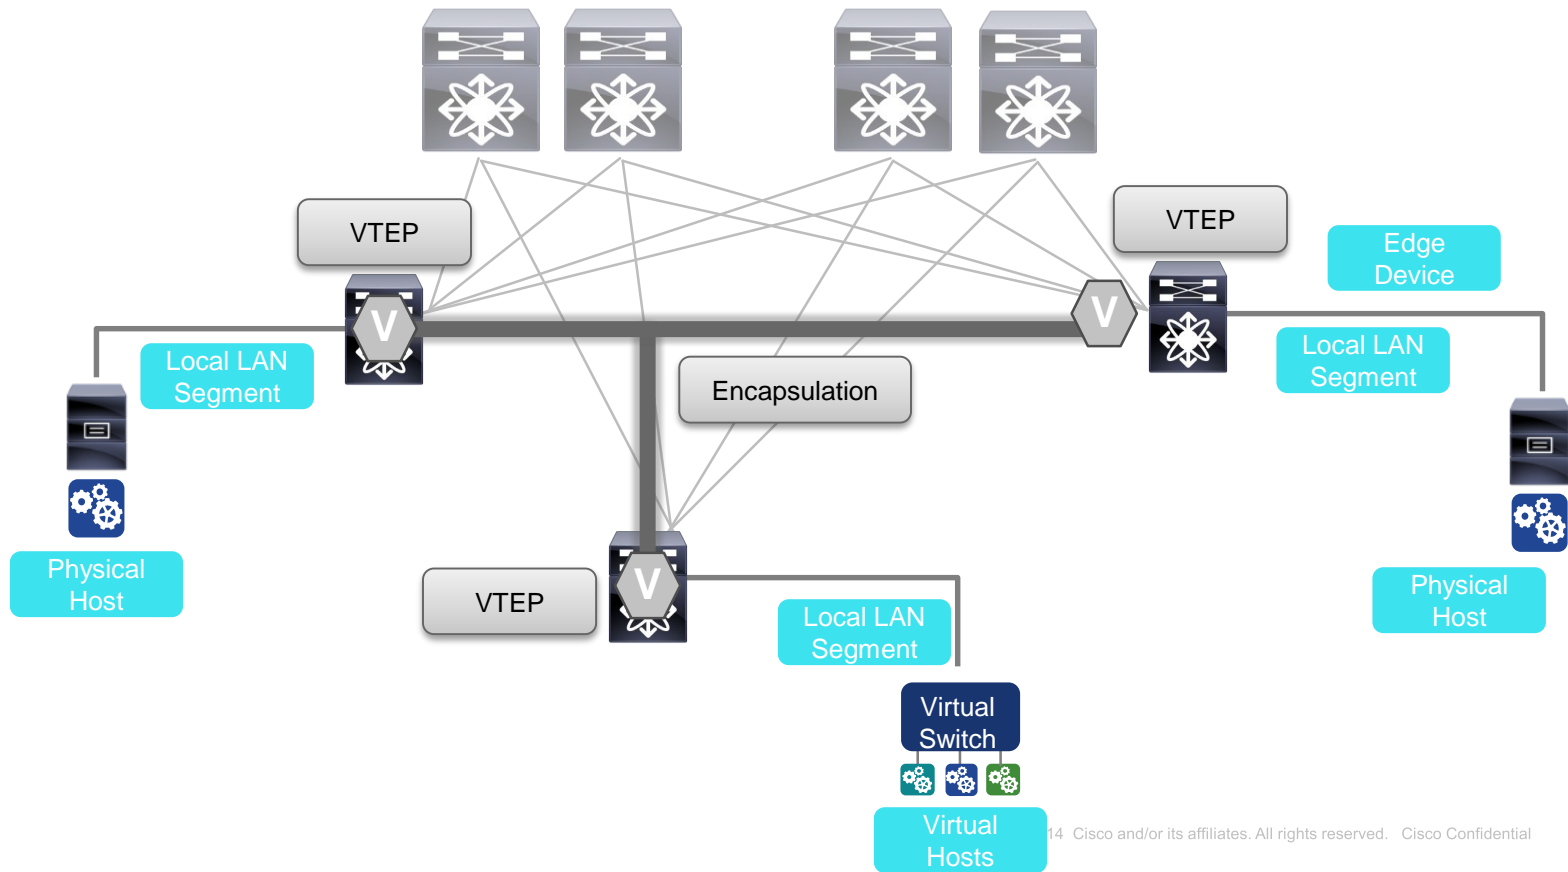 VTEP
VTEP
Edge
Device
V
V
Local LAN
Segment
Local LAN
Segment
Encapsulation
Physical
Host
V
VTEP
Local LAN
Segment
Physical
Host
Virtual
Switch
Virtual
Hosts
14 Cisco and/or its affiliates. All rights reserved. Cisco Confidential